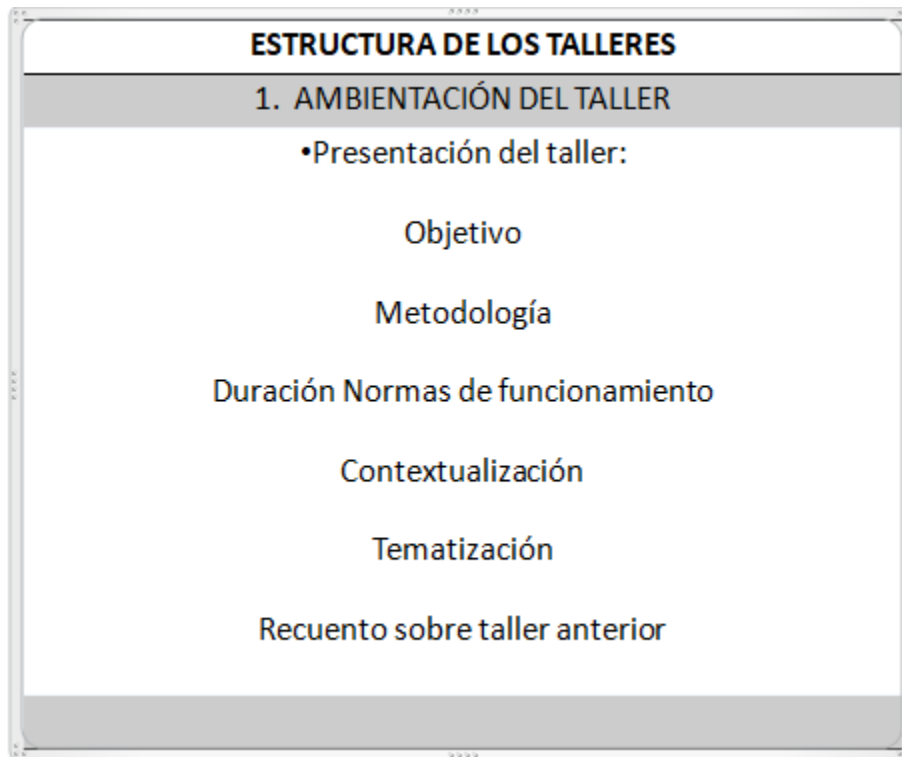 ESTRUCTURA DE LOS TALLERES
1. AMBIENTACIÓN DEL TALLER
•Presentación del taller:
Objetivo
Metodología
Duración Normas de funcionamiento
Contextualización
Tematización
Recuento sobre taller anterior